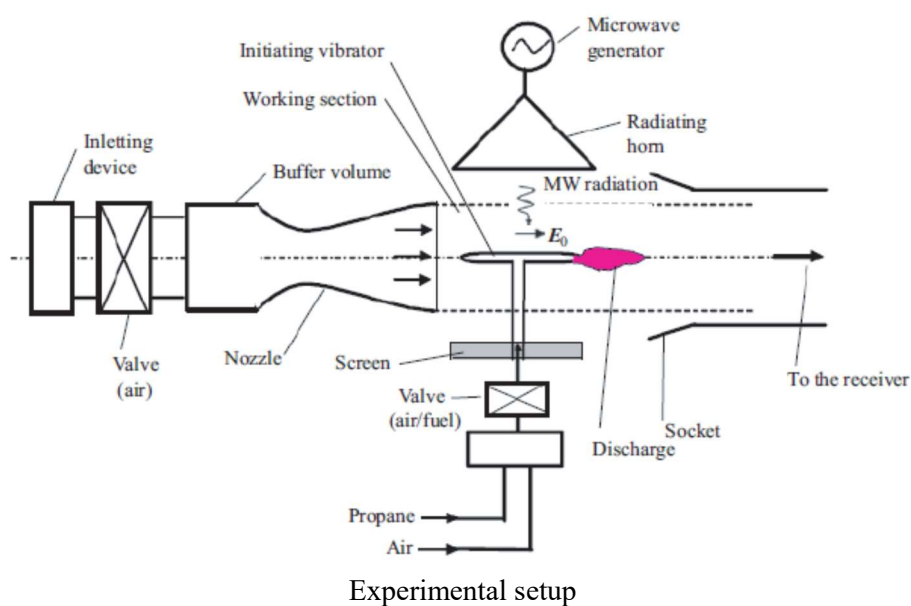 Microwave
generator
Initiating vibrator
Working section
Radiating
horn
Inletting
device
Buffer volume
MW radiation
E0
Nozzle
Valve
(air)
Screen
Valve
(air/fuel)
To the receiver
Socket
Discharge
Propane
Air
Experimental setup